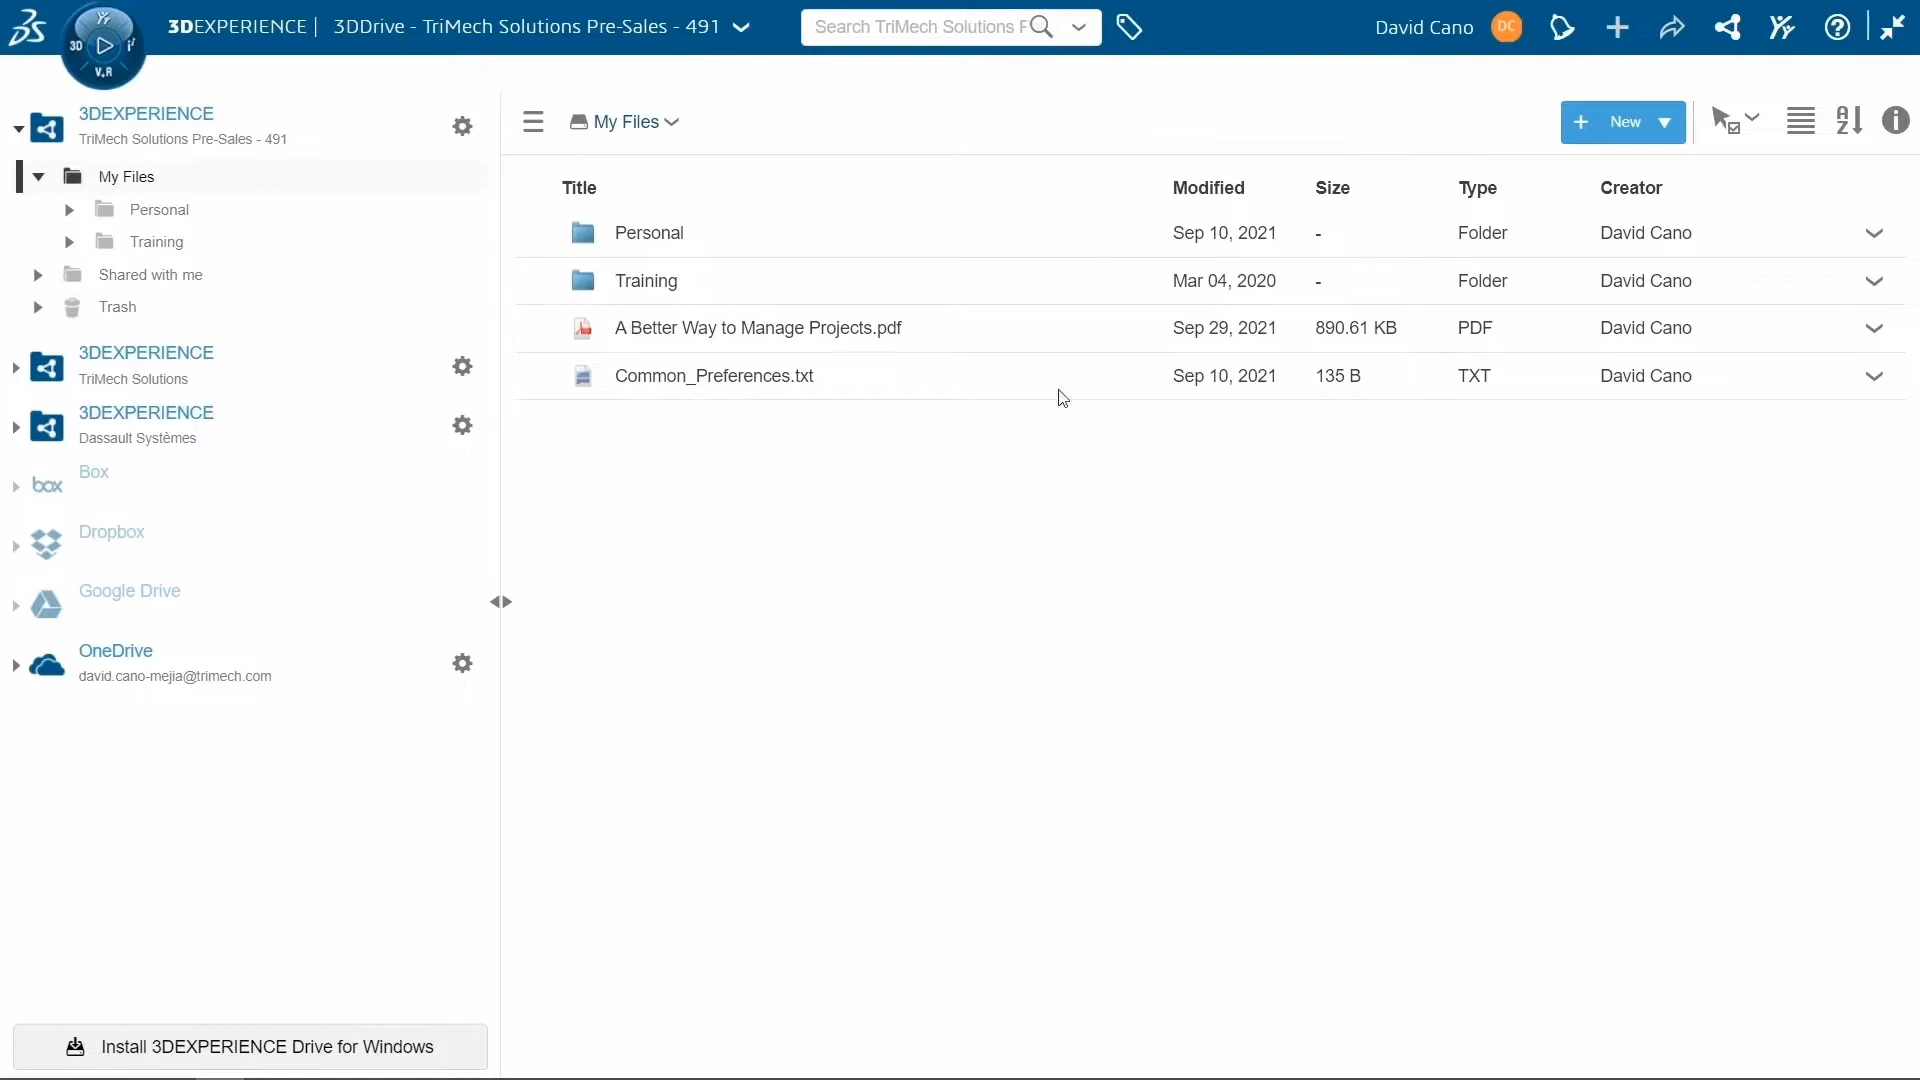 3DEXPERIENCE | 3DDrive - TriMech Solutions Pre-Sales - 491
Search TriMech Solutions P
David Cano
DC
3D
V.R
3DEXPERIENCE
TriMech Solutions Pre-Sales - 491
My Files
Personal
Training
Shared with me
Trash
3DEXPERIENCE
TriMech Solutions
3DEXPERIENCE
Dassault Systèmes
Box
box
Dropbox
Google Drive
OneDrive
david.cano-mejia@trimech.com
Install 3DEXPERIENCE Drive for Windows
My Files
+ New
Title Modified Size Type Creator
Personal Sep 10, 2021 - Folder David Cano
Training Mar 04, 2020 - Folder David Cano
A Better Way to Manage Projects.pdf Sep 29, 2021 890.61 KB PDF David Cano
Common_Preferences.txt Sep 10, 2021 135 B TXT David Cano